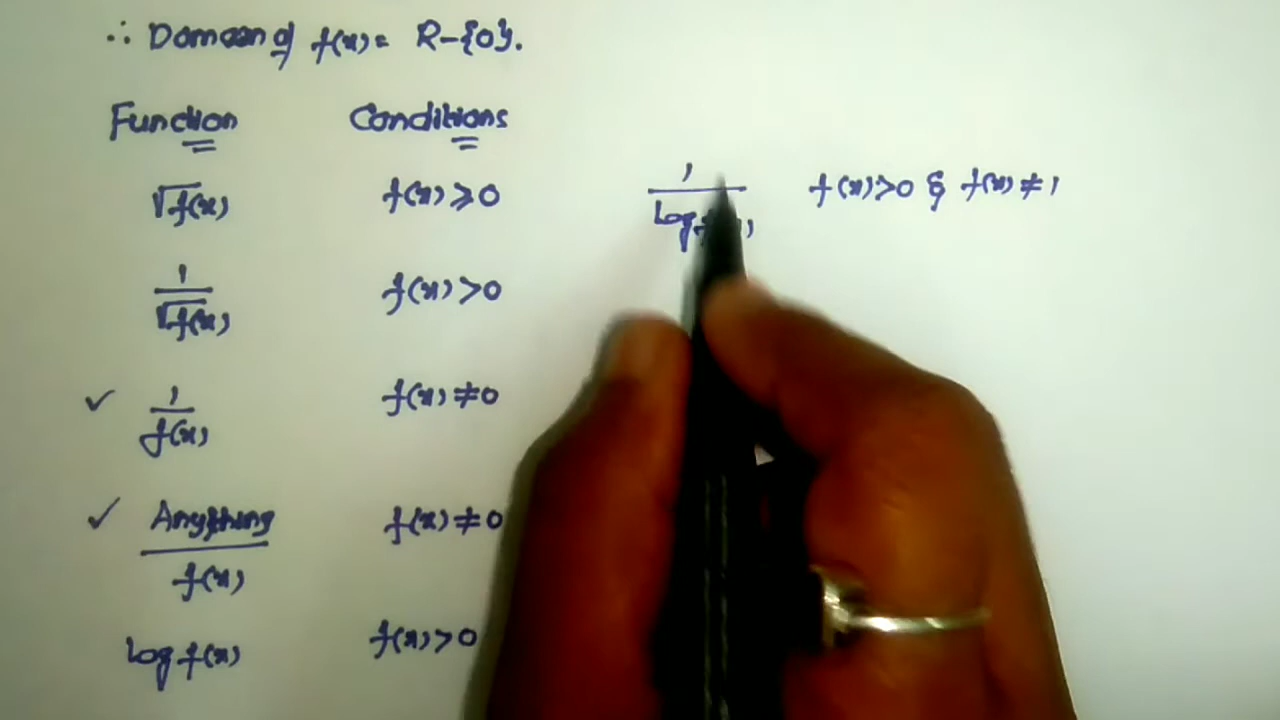 ∴ Domain of f(x) = R-{0}.
Function Conditions
√f(x) f(x) ≥ 0
1/√f(x) f(x) > 0
1/f(x) f(x) ≠ 0
Anything/f(x) f(x) ≠ 0
log f(x) f(x) > 0
1/log f(x) f(x) > 0 & f(x) ≠ 1